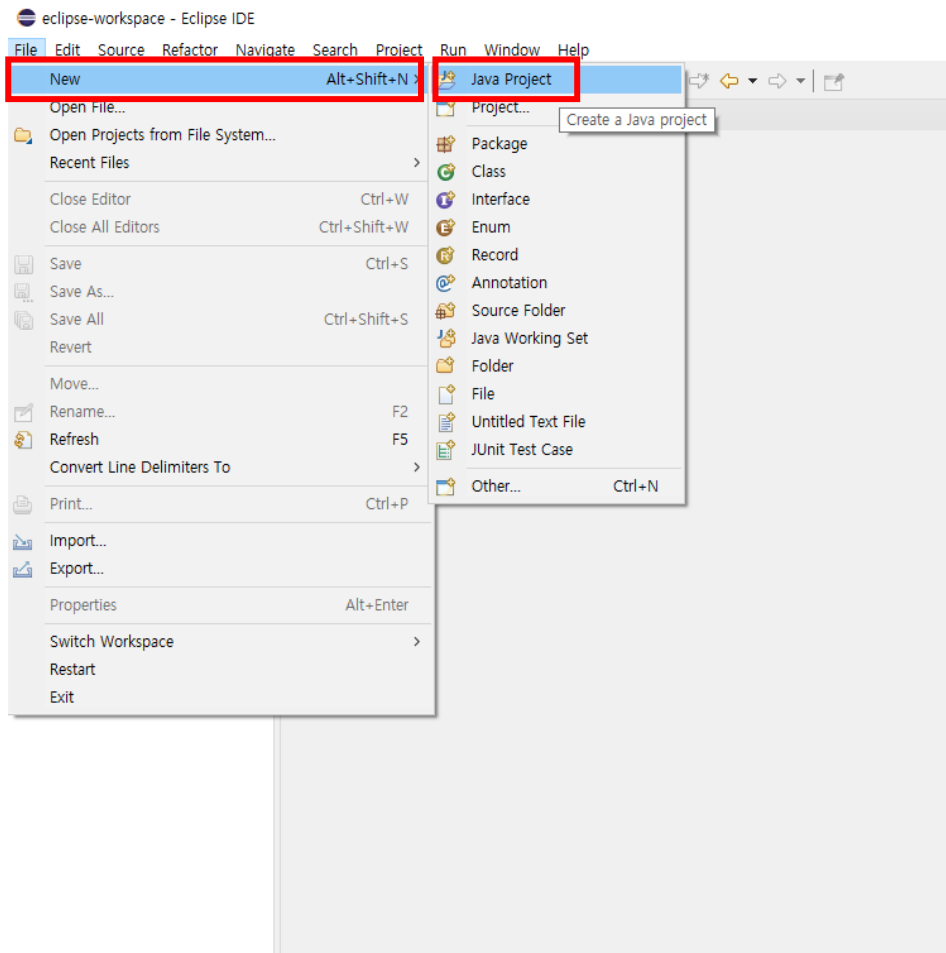 eclipse-workspace - Eclipse IDE
File Edit Source Refactor Navigate Search Project Run Window Help
New Alt+Shift+N >
Open File...
Open Projects from File System...
Recent Files >
Close Editor Ctrl+W
Close All Editors Ctrl+Shift+W
Save Ctrl+S
Save As...
Save All Ctrl+Shift+S
Revert
Move...
Rename... F2
Refresh F5
Convert Line Delimiters To >
Print... Ctrl+P
Import...
Export...
Properties Alt+Enter
Switch Workspace >
Restart
Exit
Java Project
Project...
Create a Java project
Package
Class
Interface
Enum
Record
Annotation
Source Folder
Java Working Set
Folder
File
Untitled Text File
JUnit Test Case
Other... Ctrl+N